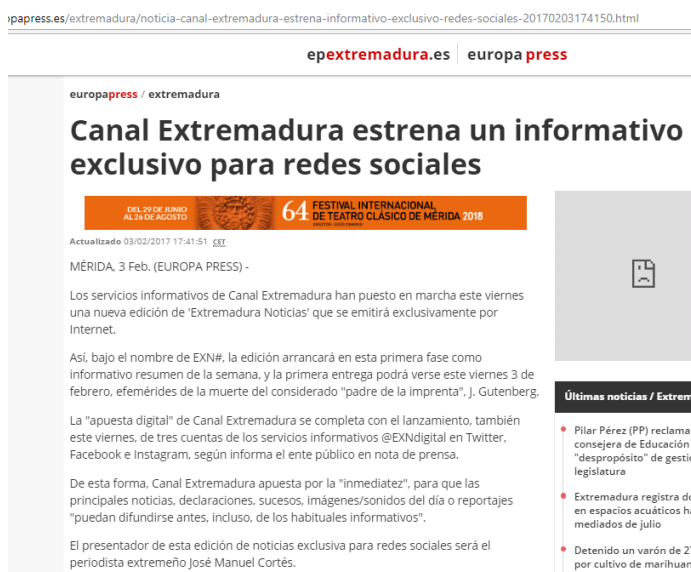 papress.es/extremadura/noticia-canal-extremadura-estrena-informativo-exclusivo-redes-sociales-20170203174150.html
epextremadura.es europa press
europapress / extremadura
Canal Extremadura estrena un informativo
exclusivo para redes sociales
DEL 29 DE JUNIO
AL 26 DE AGOSTO
64 FESTIVAL INTERNACIONAL
DE TEATRO CLÁSICO DE MÉRIDA 2018
Actualizado 03/02/2017 17:41:51 CET
MÉRIDA, 3 Feb. (EUROPA PRESS) -
Los servicios informativos de Canal Extremadura han puesto en marcha este viernes
una nueva edición de 'Extremadura Noticias' que se emitirá exclusivamente por
Internet.
Así, bajo el nombre de EXN#, la edición arrancará en esta primera fase como
informativo resumen de la semana, y la primera entrega podrá verse este viernes 3 de
febrero, efemérides de la muerte del considerado "padre de la imprenta", J. Gutenberg.
La "apuesta digital" de Canal Extremadura se completa con el lanzamiento, también
este viernes, de tres cuentas de los servicios informativos @EXNdigital en Twitter,
Facebook e Instagram, según informa el ente público en nota de prensa.
De esta forma, Canal Extremadura apuesta por la "inmediatez", para que las
principales noticias, declaraciones, sucesos, imágenes/sonidos del día o reportajes
"puedan difundirse antes, incluso, de los habituales informativos".
El presentador de esta edición de noticias exclusiva para redes sociales será el
periodista extremeño José Manuel Cortés.
Últimas noticias / Extrem
Pilar Pérez (PP) reclama
consejera de Educación
"despropósito" de gesti
legislatura
Extremadura registra do
en espacios acuáticos ha
mediados de julio
Detenido un varón de 2
por cultivo de marihuan